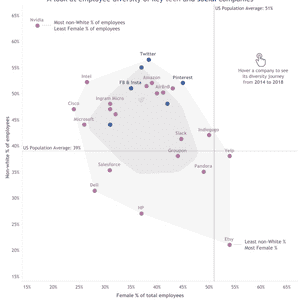 A look at employee diversity of key tech and social companies
US Population Average: 51%
65%
Nvidia
Most non-White % of employees
Least Female % of employees
60%
Twitter
55%
Intel
FB & Insta
Amazon
Pinterest
Airbnb
Hover a company to see
its diversity journey
from 2014 to 2018
50%
Cisco
Ingram Micro
45%
Microsoft
Slack
Indiegogo
40%
US Population Average: 39%
Groupon
Yelp
35%
Salesforce
Pandora
30%
Dell
25%
HP
20%
Etsy
Least non-White %
Most Female %
15%
15%
20%
25%
30%
35%
40%
45%
50%
55%
60%
Non-white % of employees
Female % of total employees